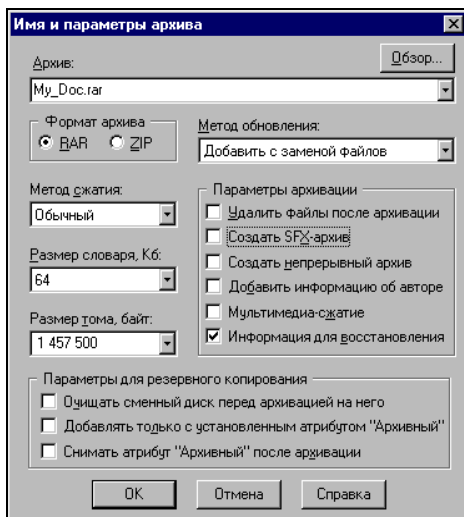 Имя и параметры архива
Архив:
Обзор...
My_Doc.rar
Формат архива
RAR
ZIP
Метод обновления:
Добавить с заменой файлов
Метод сжатия:
Обычный
Размер словаря, Кб:
64
Размер тома, байт:
1 457 500
Параметры архивации
Удалить файлы после архивации
Создать SFX-архив
Создать непрерывный архив
Добавить информацию об авторе
Мультимедиа-сжатие
Информация для восстановления
Параметры для резервного копирования
Очищать сменный диск перед архивацией на него
Добавлять только с установленным атрибутом "Архивный"
Снимать атрибут "Архивный" после архивации
OK
Отмена
Справка